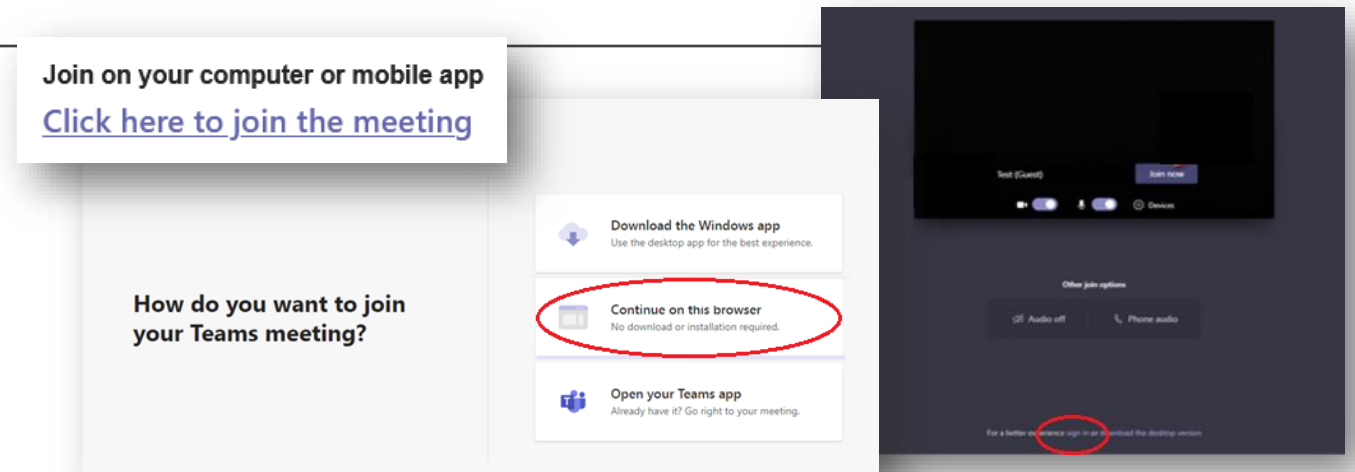 Join on your computer or mobile app
Click here to join the meeting
How do you want to join
your Teams meeting?
Download the Windows app
Use the desktop app for the best experience.
Continue on this browser
No download or installation required.
Open your Teams app
Already have it? Go right to your meeting.
Test (Guest)
Join now
Devices
Other join options
Audio off
Phone audio
For a better experience sign in or download the desktop version